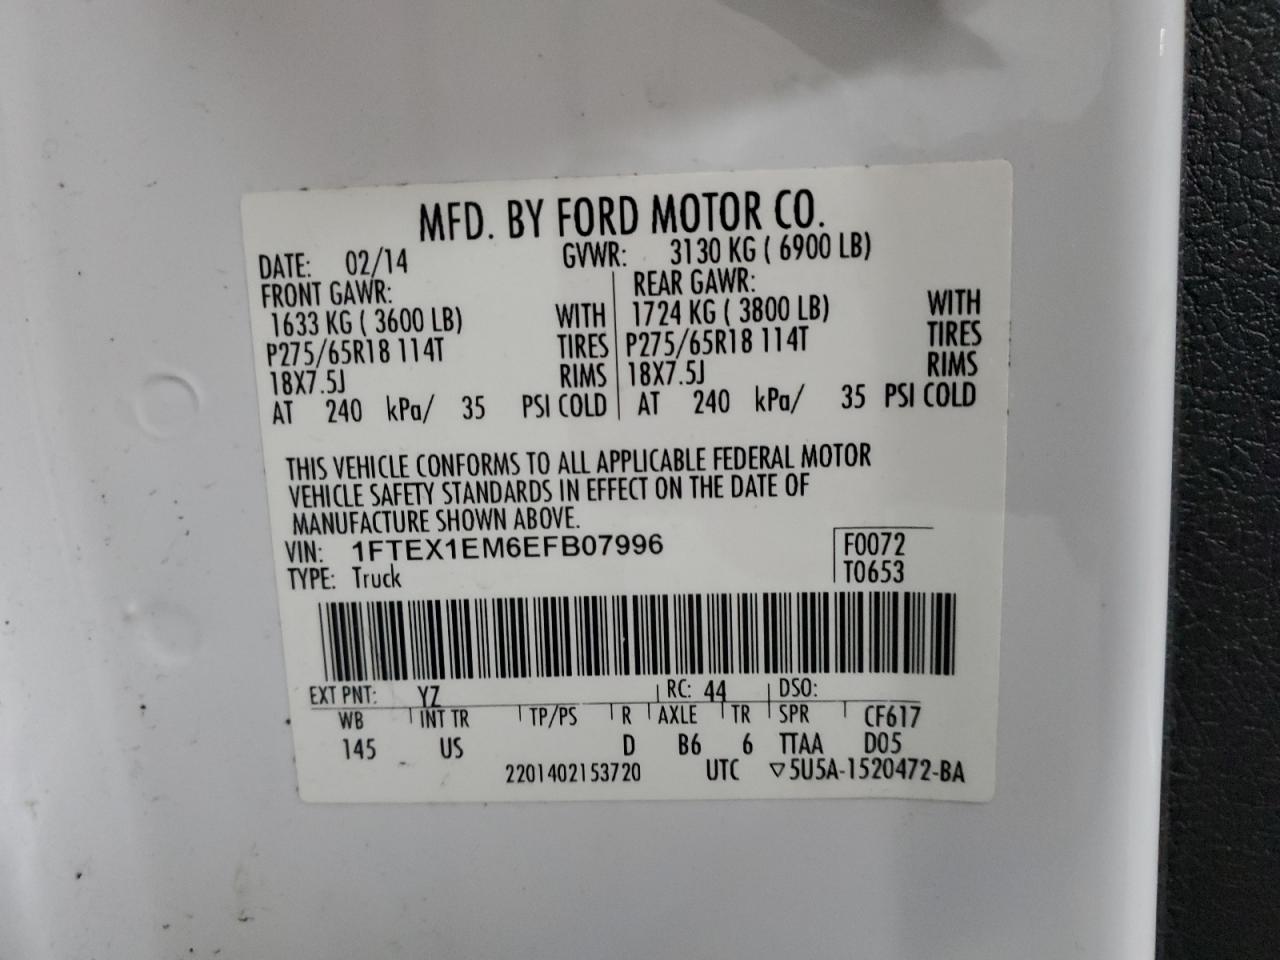 MFD. BY FORD MOTOR CO.
DATE: 02/14 GVWR: 3130 KG ( 6900 LB)
FRONT GAWR: REAR GAWR:
1633 KG ( 3600 LB) WITH 1724 KG ( 3800 LB) WITH
P275/65R18 114T TIRES P275/65R18 114T TIRES
18X7.5J RIMS 18X7.5J RIMS
AT 240 kPa/ 35 PSI COLD AT 240 kPa/ 35 PSI COLD
THIS VEHICLE CONFORMS TO ALL APPLICABLE FEDERAL MOTOR
VEHICLE SAFETY STANDARDS IN EFFECT ON THE DATE OF
MANUFACTURE SHOWN ABOVE.
VIN: 1FTEX1EM6EFB07996 F0072
TYPE: Truck T0653
EXT PNT: YZ RC: 44 DSO:
WB INT TR TP/PS R AXLE TR SPR CF617
145 US D B6 6 TTAA D05
2201402153720 UTC ▽5U5A-1520472-BA